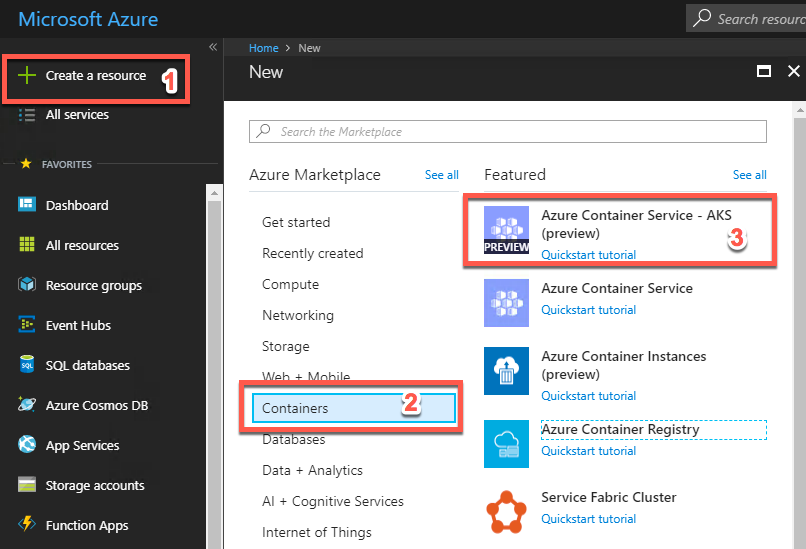 Microsoft Azure
Search resourc
«
Home > New
Create a resource
1
New
All services
Search the Marketplace
FAVORITES
Azure Marketplace
See all
Featured
See all
Dashboard
All resources
Resource groups
Event Hubs
SQL databases
Azure Cosmos DB
App Services
Storage accounts
Function Apps
Get started
Recently created
Compute
Networking
Storage
Web + Mobile
Containers
2
Databases
Data + Analytics
AI + Cognitive Services
Internet of Things
PREVIEW
Azure Container Service - AKS
(preview)
3
Quickstart tutorial
Azure Container Service
Quickstart tutorial
Azure Container Instances
(preview)
Quickstart tutorial
Azure Container Registry
Quickstart tutorial
Service Fabric Cluster
Quickstart tutorial